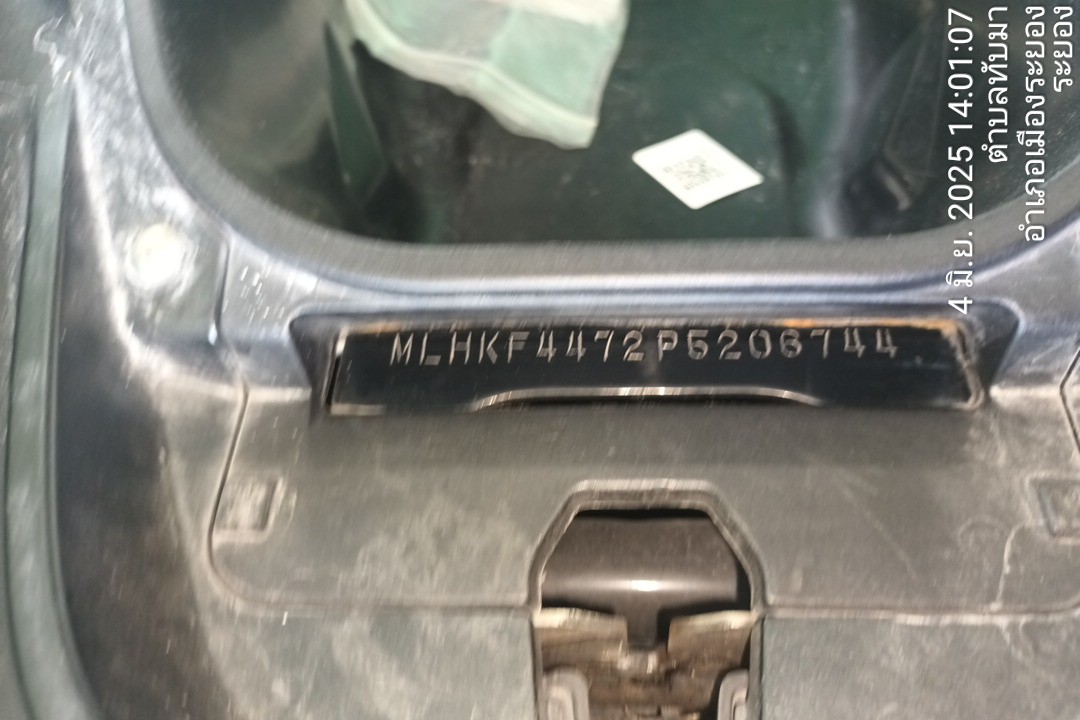 MLHKF4472P5206744
4 มิ.ย. 2025 14:01:07
ตำบลทับมา
อำเภอเมืองระยอง
ระยอง